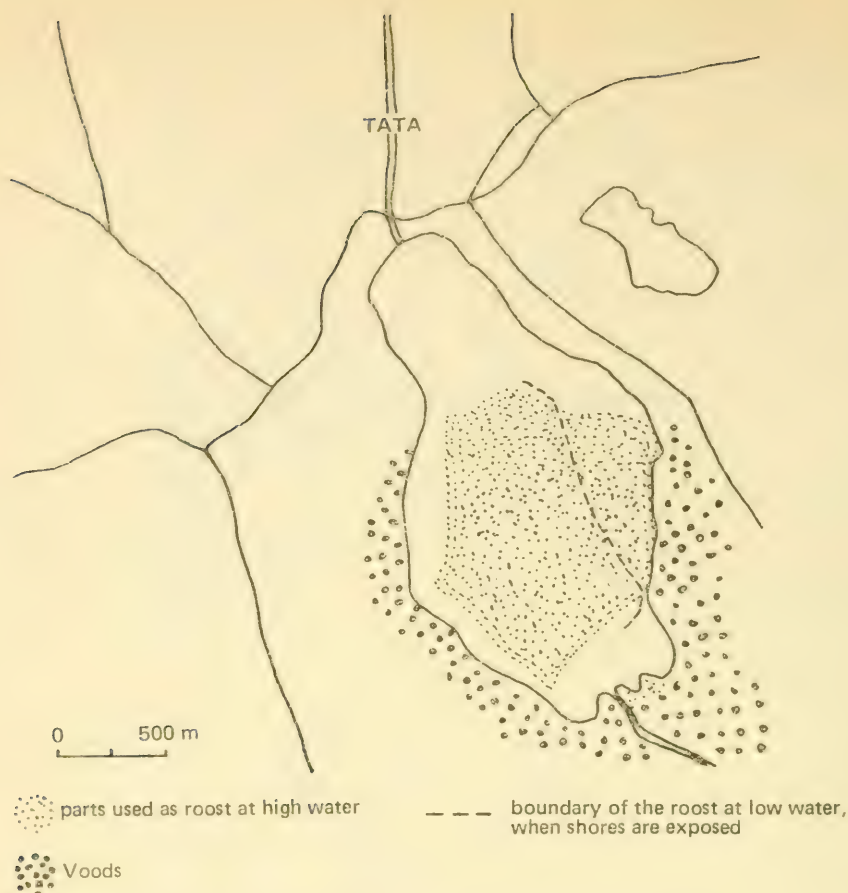 TATA
0 500 m
parts used as roost at high water
boundary of the roost at low water,
when shores are exposed
Voods